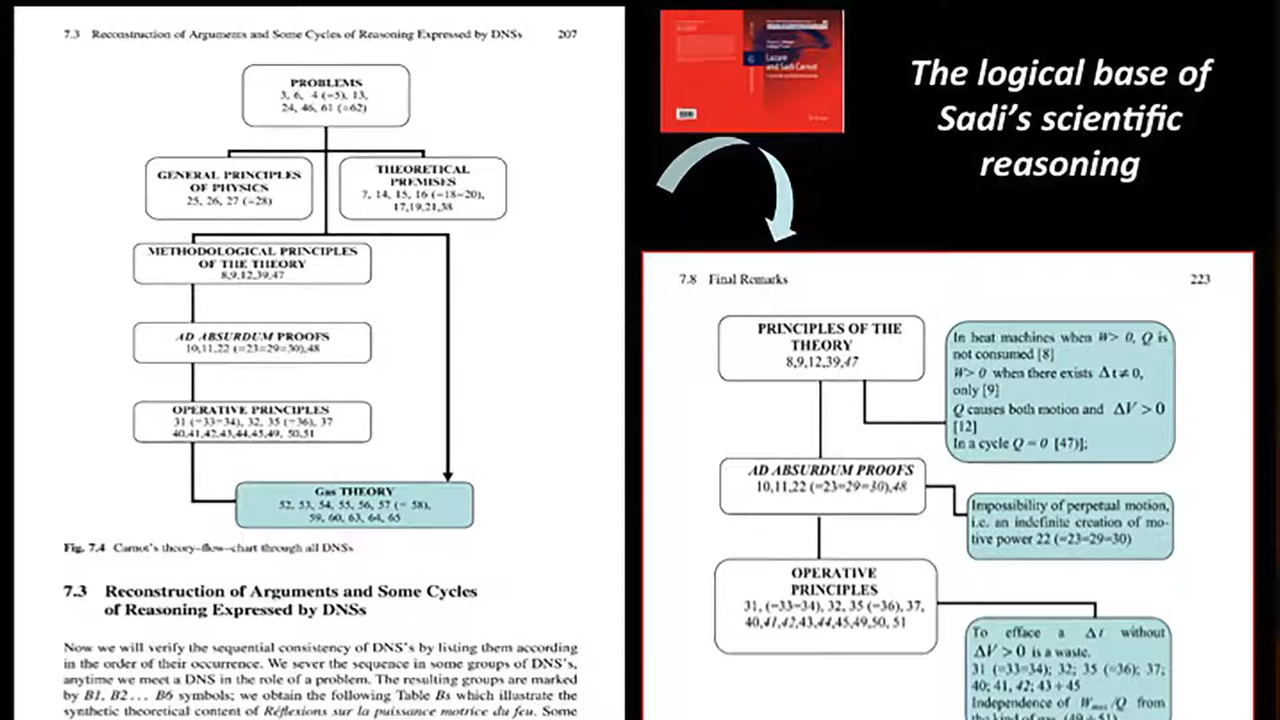 7.3 Reconstruction of Arguments and Some Cycles of Reasoning Expressed by DNSs 207
PROBLEMS
3, 6, 4 (=5), 13,
24, 46, 61 (=62)
GENERAL PRINCIPLES
OF PHYSICS
25, 26, 27 (=28)
THEORETICAL
PREMISES
7, 14, 15, 16 (=18=20),
17,19,21,38
METHODOLOGICAL PRINCIPLES
OF THE THEORY
8,9,12,39,47
AD ABSURDUM PROOFS
10,11,22 (=23=29=30),48
OPERATIVE PRINCIPLES
31 (=33=34), 32, 35 (=36), 37
40,41,42,43,44,45,49, 50,51
Gas THEORY
52, 53, 54, 55, 56, 57 (= 58),
59, 60, 63, 64, 65
Fig. 7.4 Carnot's theory–flow–chart through all DNSs
7.3 Reconstruction of Arguments and Some Cycles
of Reasoning Expressed by DNSs
Now we will verify the sequential consistency of DNS's by listing them according
in the order of their occurrence. We sever the sequence in some groups of DNS's,
anytime we meet a DNS in the role of a problem. The resulting groups are marked
by B1, B2... B6 symbols; we obtain the following Table Bs which illustrate the
synthetic theoretical content of Réflexions sur la puissance motrice du feu. Some
Lazare
and Sadi Carnot
The logical base of
Sadi's scientific
reasoning
7.8 Final Remarks 223
PRINCIPLES OF THE
THEORY
8,9,12,39,47
In heat machines when W> 0, Q is
not consumed [8]
W> 0 when there exists Δt≠0,
only [9]
Q causes both motion and ΔV > 0
[12]
In a cycle Q = 0 [47];
AD ABSURDUM PROOFS
10,11,22 (=23=29=30),48
Impossibility of perpetual motion,
i.e. an indefinite creation of mo-
tive power 22 (=23=29=30)
OPERATIVE
PRINCIPLES
31, (=33=34), 32, 35 (=36), 37,
40,41,42,43,44,45,49,50, 51
To efface a Δt without
ΔV > 0 is a waste.
31 (=33=34); 32; 35 (=36); 37;
40; 41, 42; 43 ÷ 45
Independence of Wmax/Q from
the kind of gas (49 ÷ 51)